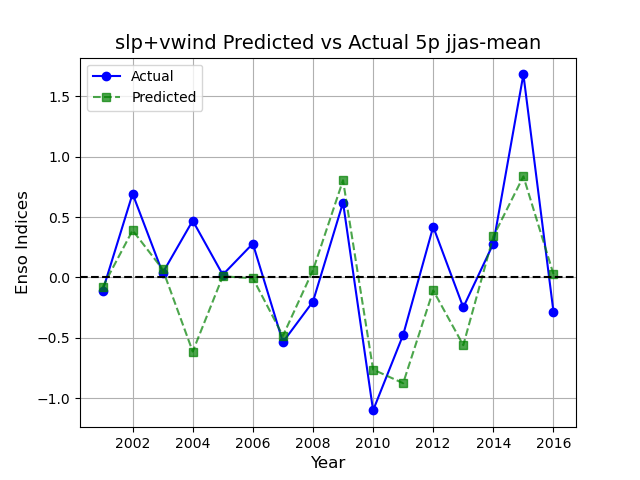 slp+vwind Predicted vs Actual 5p jjas-mean
Actual
Predicted
1.5
1.0
0.5
0.0
−0.5
−1.0
Enso Indices
2002 2004 2006 2008 2010 2012 2014 2016
Year